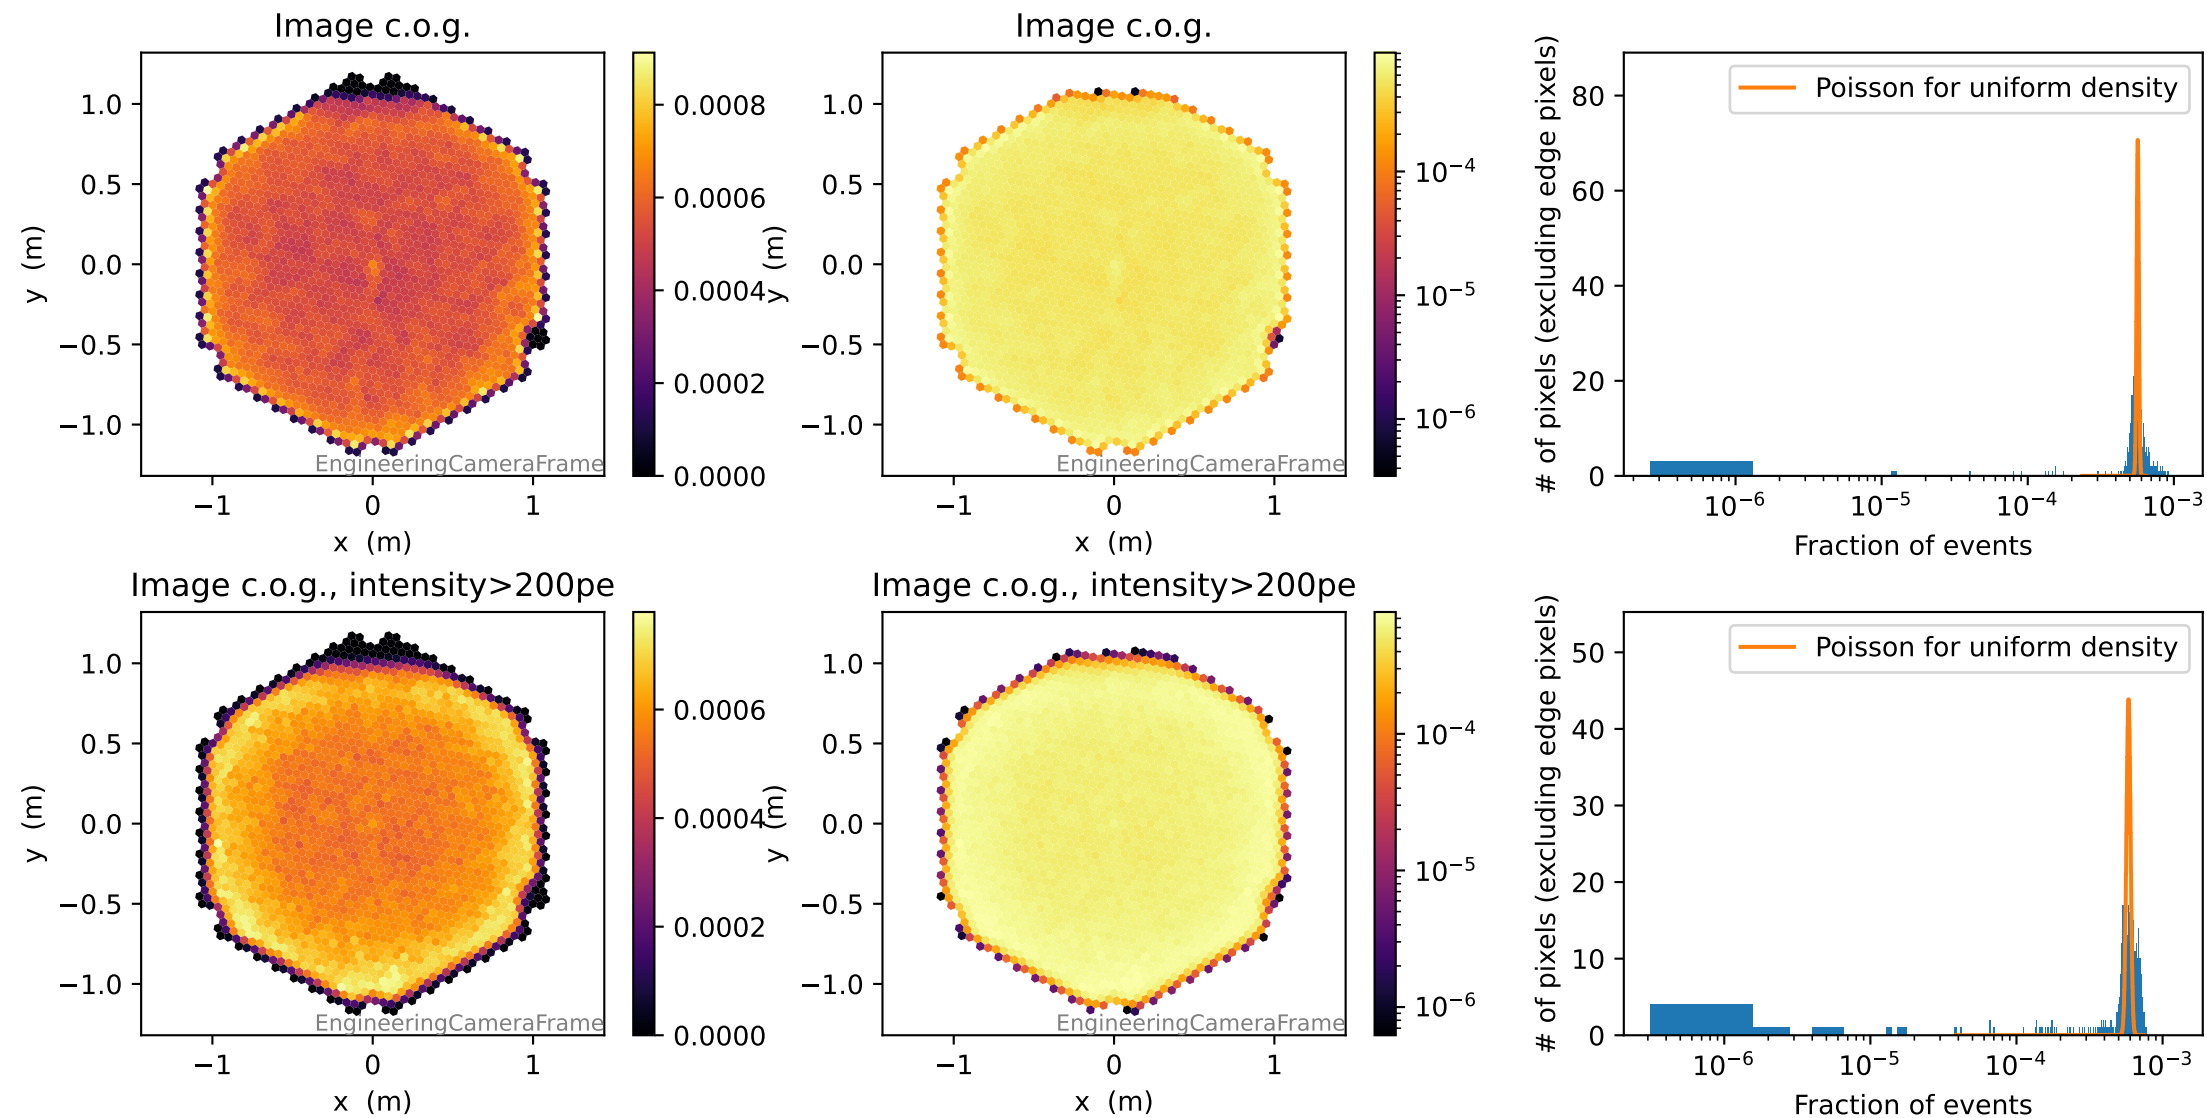 Image c.o.g.
1.0
0.5
0.0
−0.5
−1.0
y (m)
−1 0 1
x (m)
EngineeringCameraFrame
0.0008
0.0006
0.0004
0.0002
0.0000
Image c.o.g.
1.0
0.5
0.0
−0.5
−1.0
y (m)
−1 0 1
x (m)
EngineeringCameraFrame
10⁻⁴
10⁻⁵
10⁻⁶
Poisson for uniform density
# of pixels (excluding edge pixels)
80
60
40
20
0
10⁻⁶ 10⁻⁵ 10⁻⁴ 10⁻³
Fraction of events
Image c.o.g., intensity>200pe
1.0
0.5
0.0
−0.5
−1.0
y (m)
−1 0 1
x (m)
EngineeringCameraFrame
0.0006
0.0004
0.0002
0.0000
Image c.o.g., intensity>200pe
1.0
0.5
0.0
−0.5
−1.0
y (m)
−1 0 1
x (m)
EngineeringCameraFrame
10⁻⁴
10⁻⁵
10⁻⁶
Poisson for uniform density
# of pixels (excluding edge pixels)
50
40
30
20
10
0
10⁻⁶ 10⁻⁵ 10⁻⁴ 10⁻³
Fraction of events